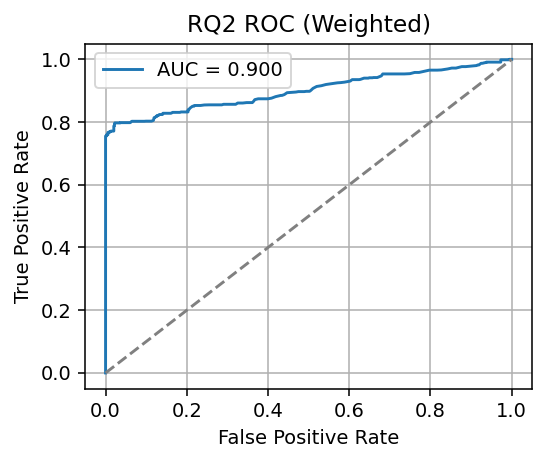 RQ2 ROC (Weighted)
AUC = 0.900
True Positive Rate
1.0
0.8
0.6
0.4
0.2
0.0
0.0 0.2 0.4 0.6 0.8 1.0
False Positive Rate